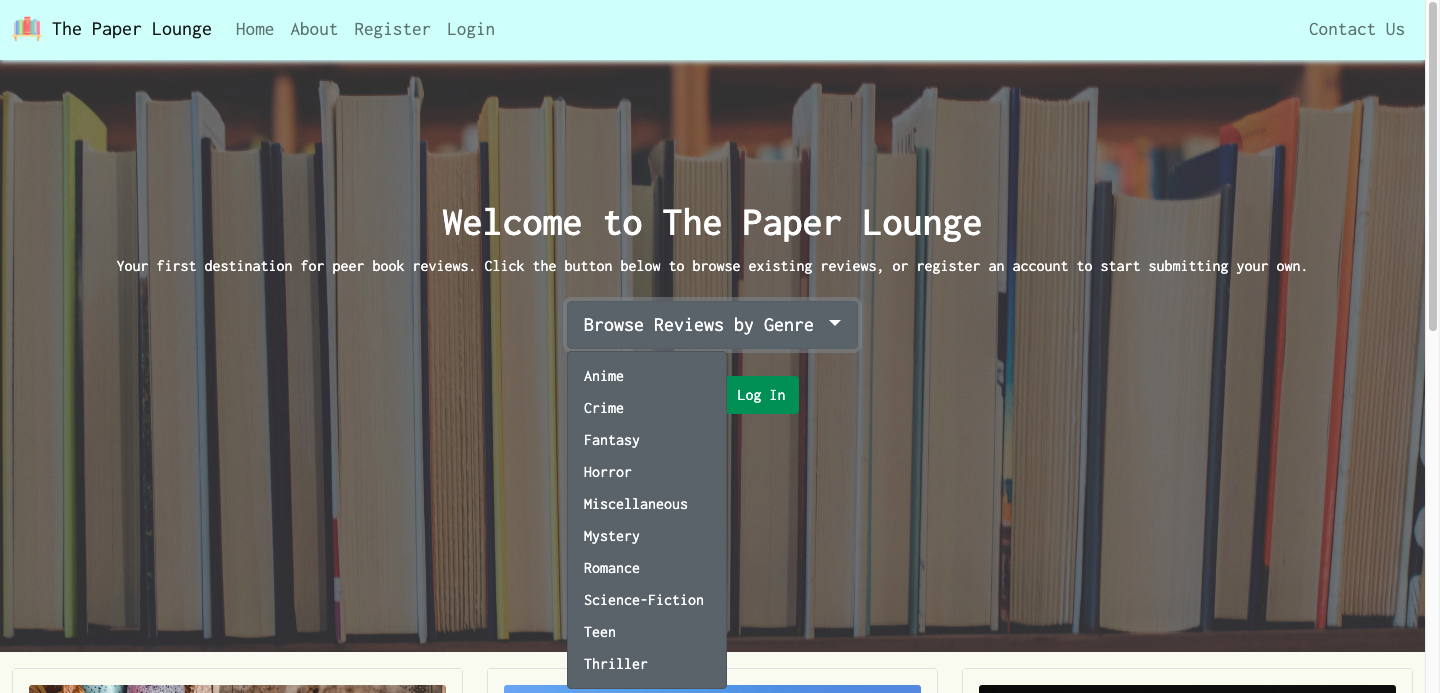 The Paper Lounge Home About Register Login Contact Us
Welcome to The Paper Lounge
Your first destination for peer book reviews. Click the button below to browse existing reviews, or register an account to start submitting your own.
Browse Reviews by Genre
Anime
Log In
Crime
Fantasy
Horror
Miscellaneous
Mystery
Romance
Science-Fiction
Teen
Thriller